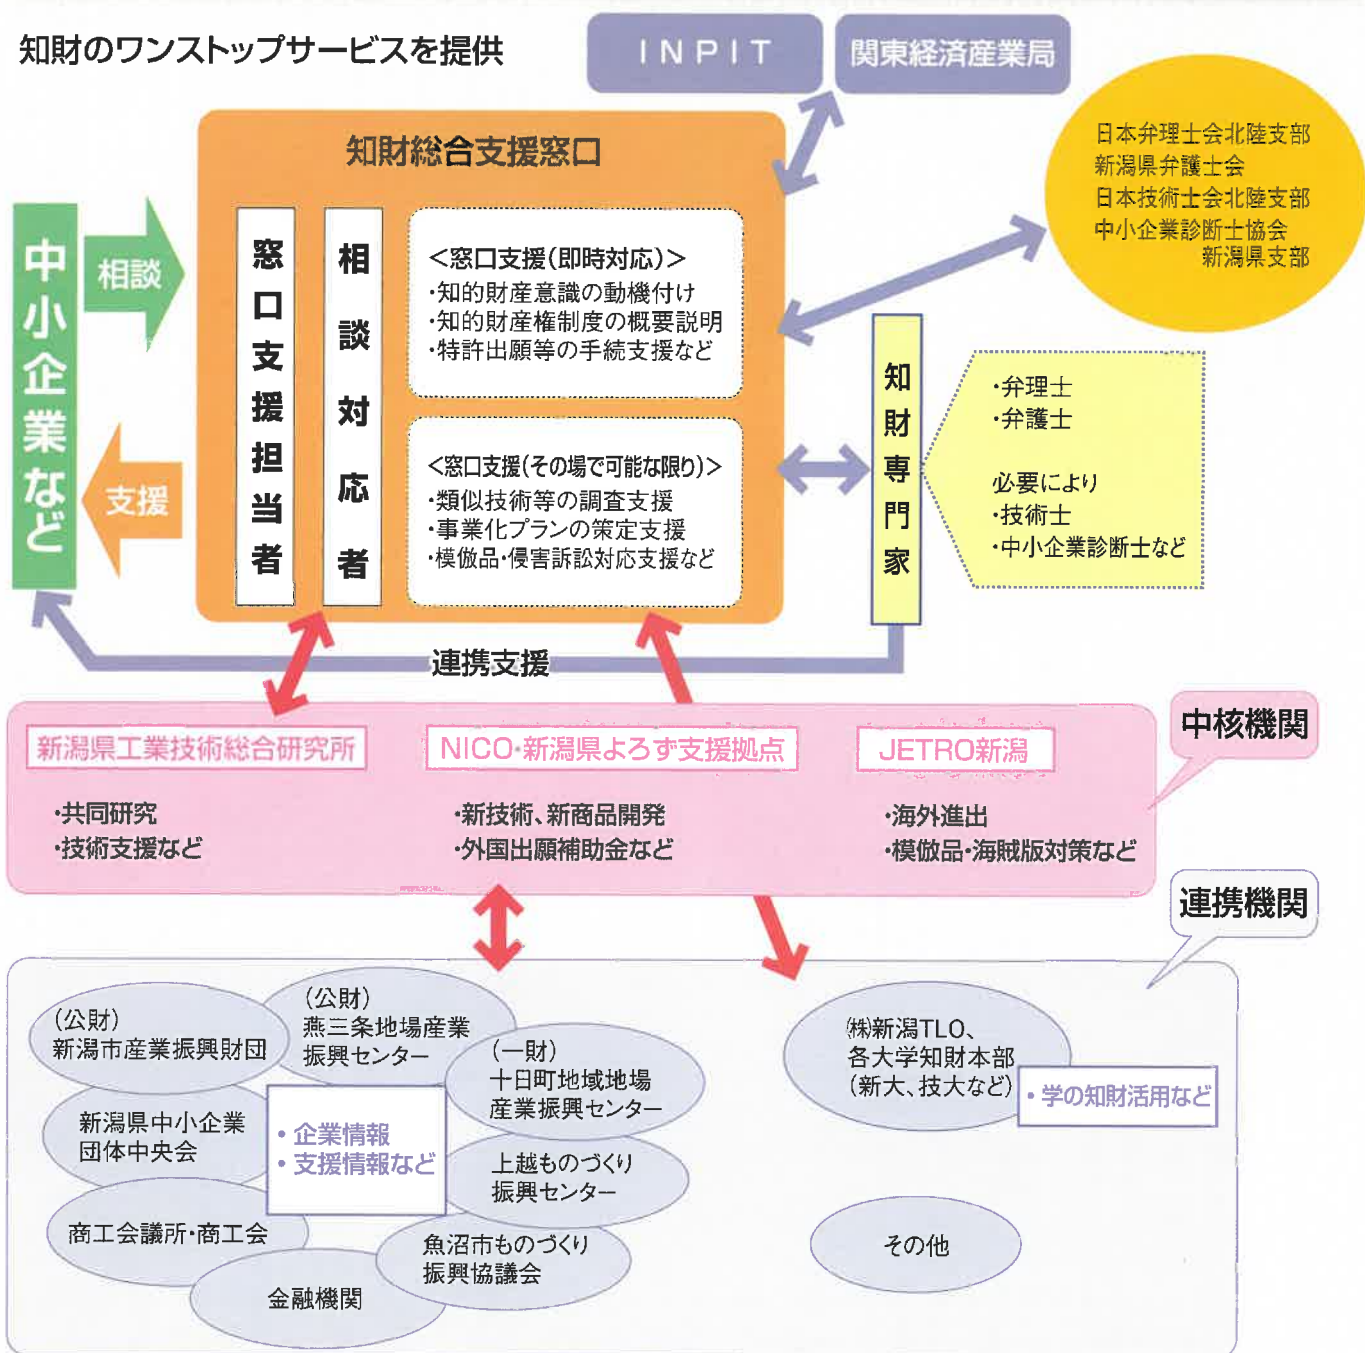 知財のワンストップサービスを提供
INPIT
関東経済産業局
日本弁理士会北陸支部
新潟県弁護士会
日本技術士会北陸支部
中小企業診断士協会
新潟県支部
知財総合支援窓口
中小企業など
相談
支援
窓口支援担当者
相談対応者
＜窓口支援(即時対応)＞
・知的財産意識の動機付け
・知的財産権制度の概要説明
・特許出願等の手続支援など
＜窓口支援(その場で可能な限り)＞
・類似技術等の調査支援
・事業化プランの策定支援
・模倣品・侵害訴訟対応支援など
知財専門家
・弁理士
・弁護士
必要により
・技術士
・中小企業診断士など
連携支援
中核機関
新潟県工業技術総合研究所
・共同研究
・技術支援など
NICO・新潟県よろず支援拠点
・新技術、新商品開発
・外国出願補助金など
JETRO新潟
・海外進出
・模倣品・海賊版対策など
連携機関
(公財)
新潟市産業振興財団
(公財)
燕三条地場産業
振興センター
(一財)
十日町地域地場
産業振興センター
新潟県中小企業
団体中央会
・企業情報
・支援情報など
上越ものづくり
振興センター
商工会議所・商工会
魚沼市ものづくり
振興協議会
金融機関
㈱新潟TLO、
各大学知財本部
(新大、技大など)
・学の知財活用など
その他